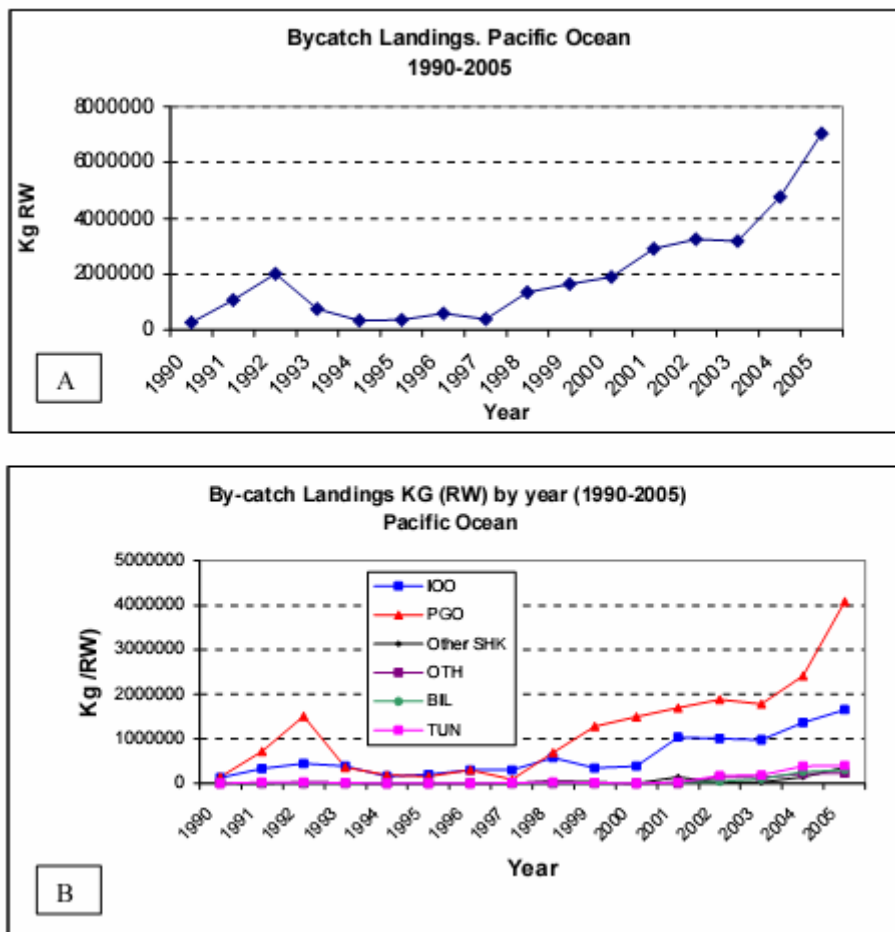 Bycatch Landings. Pacific Ocean
1990-2005
8000000
6000000
4000000
2000000
0
Kg RW
1990 1991 1992 1993 1994 1995 1996 1997 1998 1999 2000 2001 2002 2003 2004 2005
Year
A
By-catch Landings KG (RW) by year (1990-2005)
Pacific Ocean
5000000
4000000
3000000
2000000
1000000
0
Kg /RW)
IOO
PGO
Other SHK
OTH
BIL
TUN
1990 1991 1992 1993 1994 1995 1996 1997 1998 1999 2000 2001 2002 2003 2004 2005
Year
B